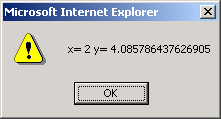 Microsoft Internet Explorer
x= 2 y= 4.085786437626905
OK